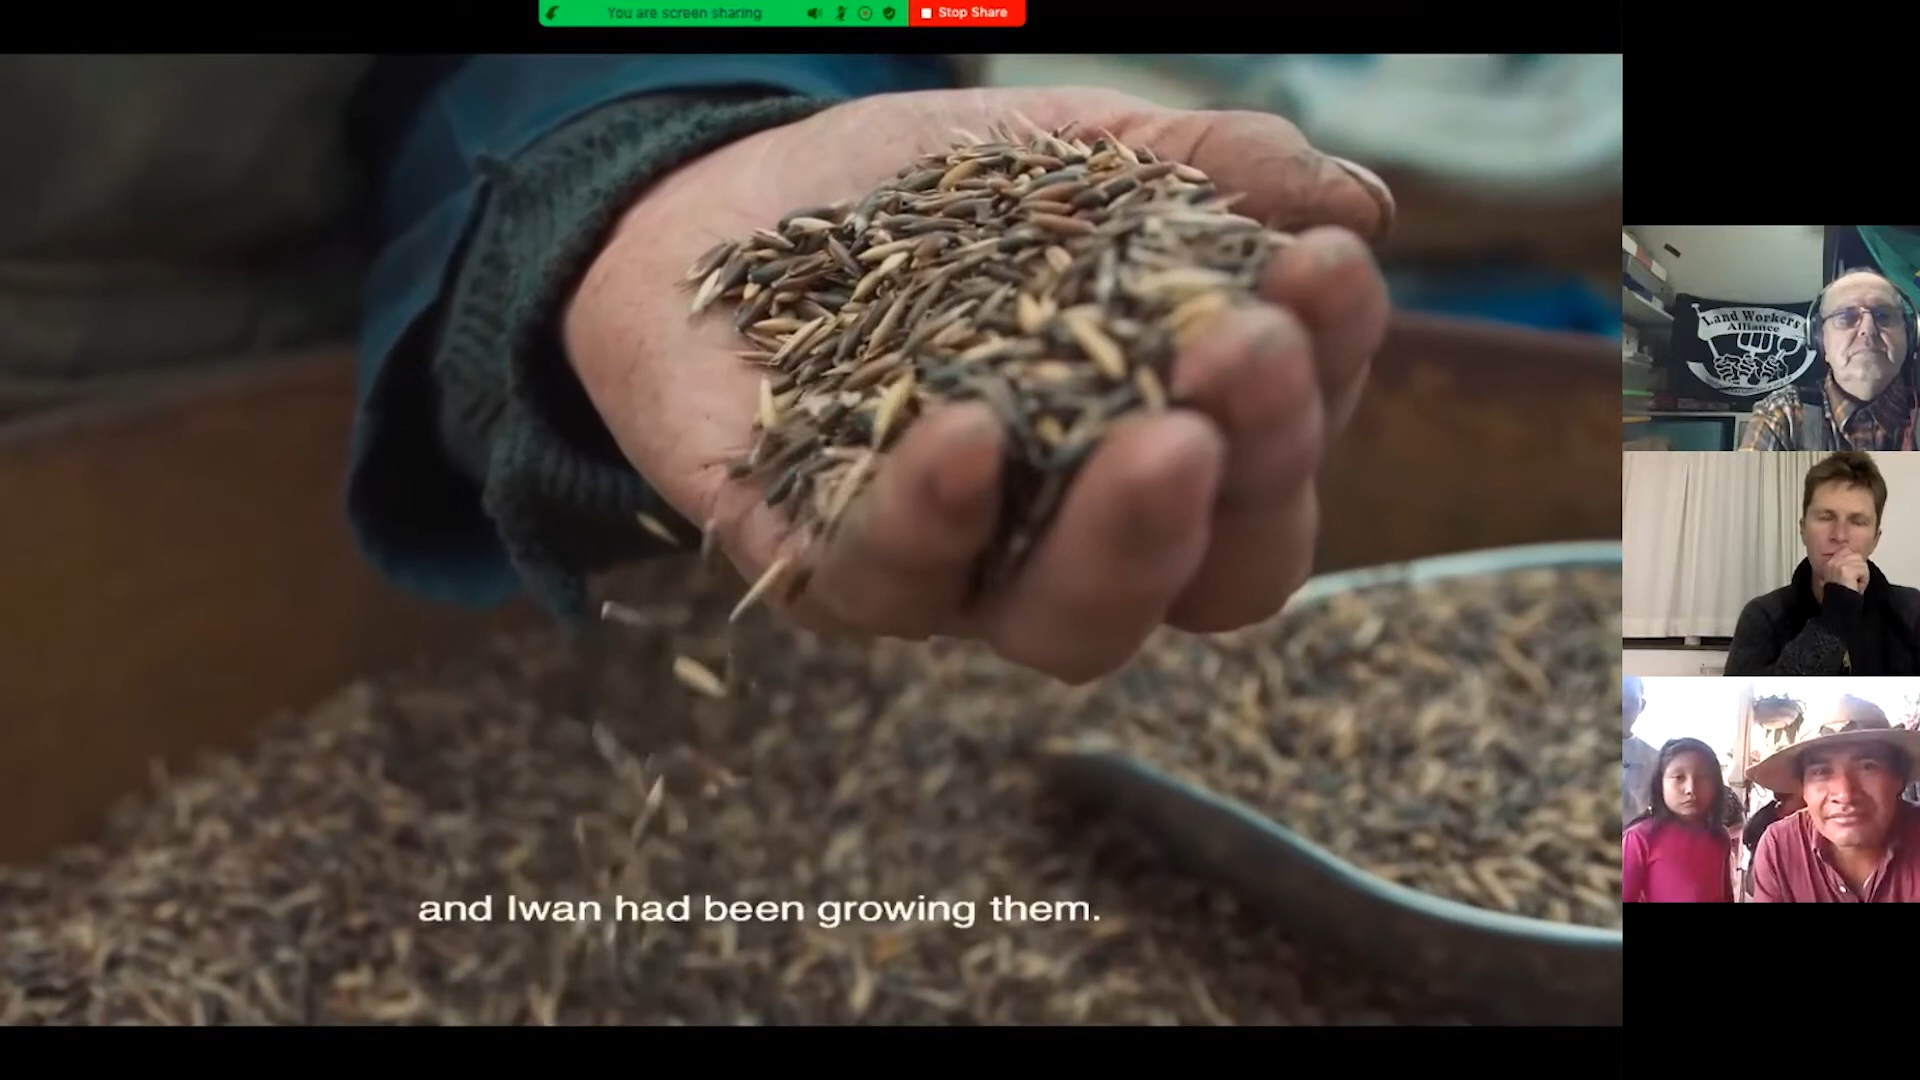 You are screen sharing
Stop Share
Land Workers
Alliance
and Iwan had been growing them.